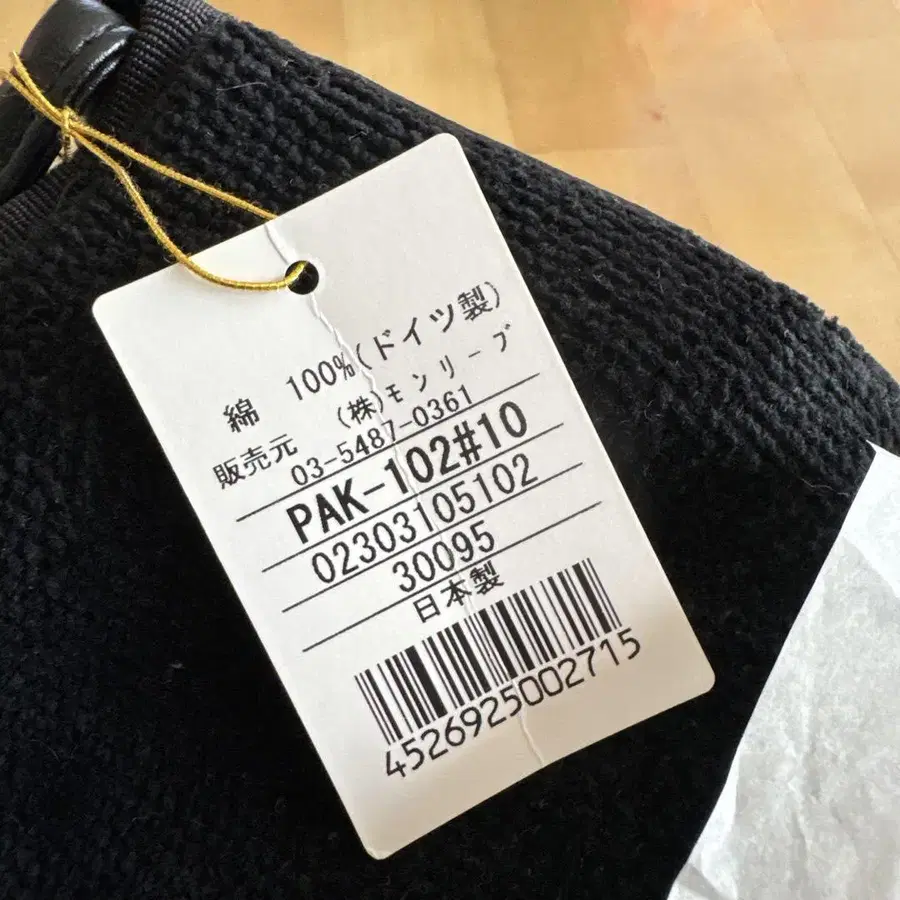 綿　100%(ドイツ製)
販売元　(株)モンリーブ
03-5487-0361
PAK-102#10
02303105102
30095
日本製
4526925002715